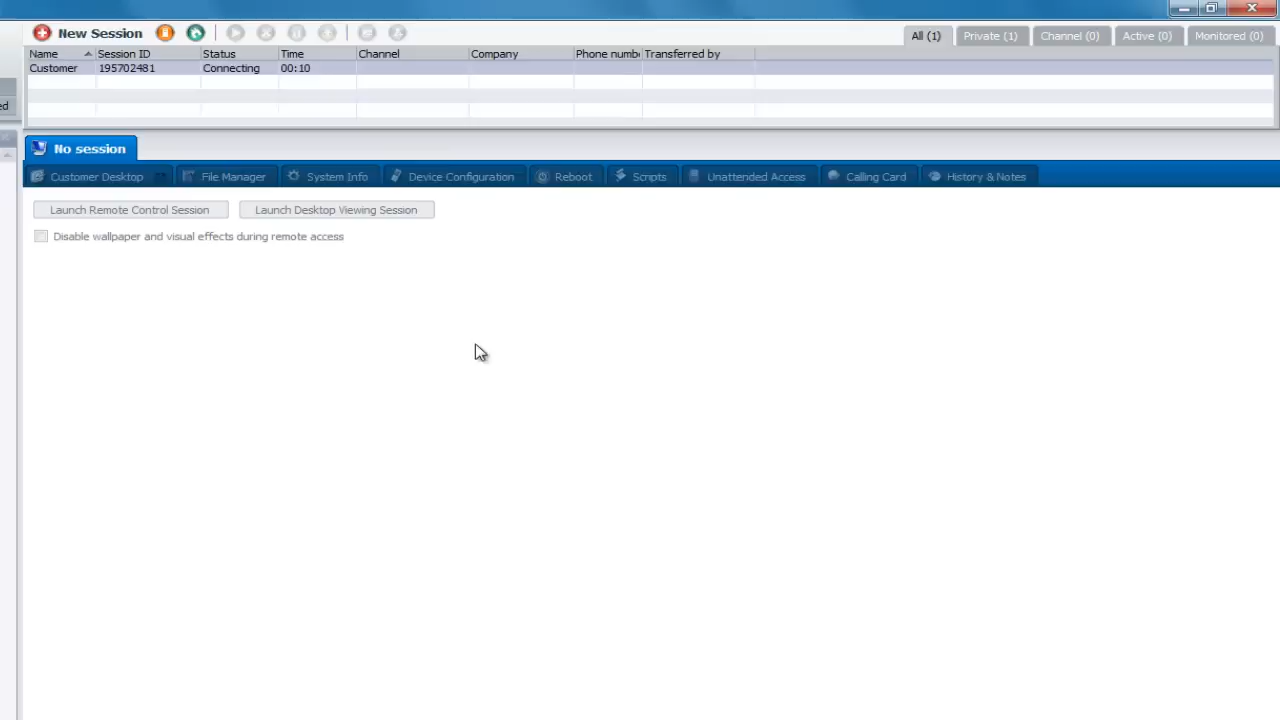 New Session
All (1) Private (1) Channel (0) Active (0) Monitored (0)
Name Session ID Status Time Channel Company Phone numb Transferred by
Customer 195702481 Connecting 00:10
ed
No session
Customer Desktop File Manager System Info Device Configuration Reboot Scripts Unattended Access Calling Card History & Notes
Launch Remote Control Session Launch Desktop Viewing Session
Disable wallpaper and visual effects during remote access